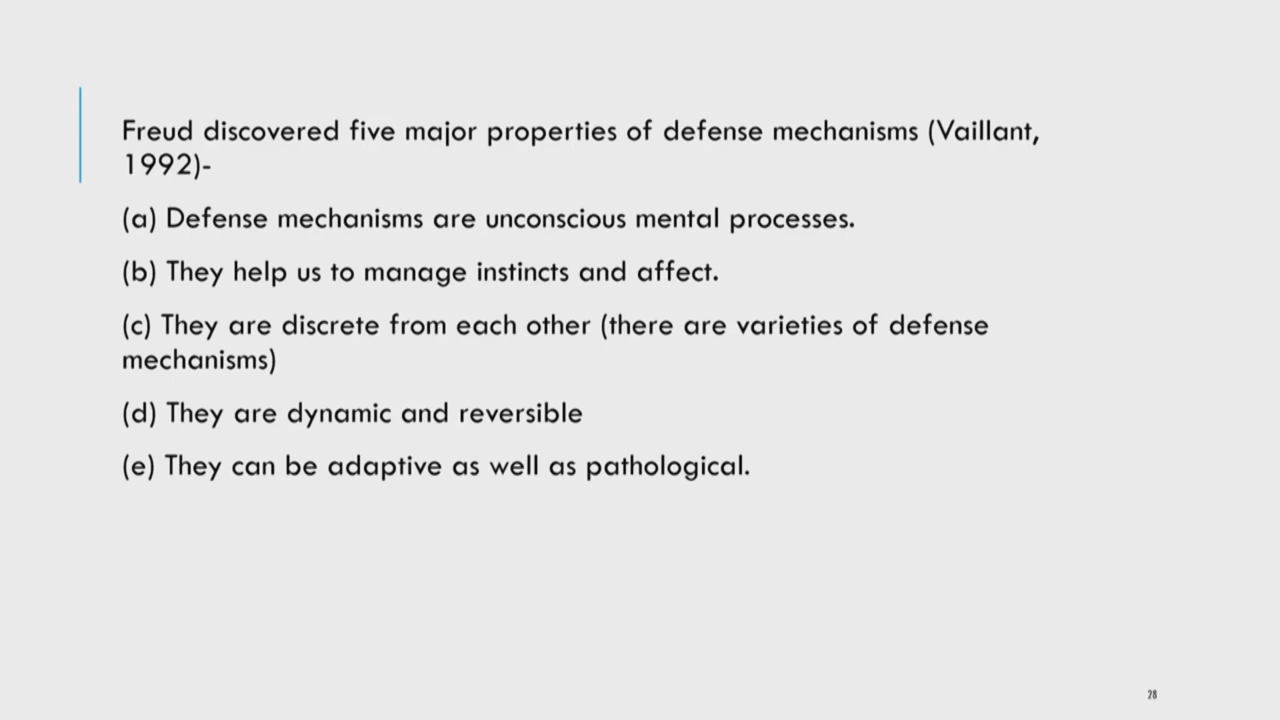 Freud discovered five major properties of defense mechanisms (Vaillant,
1992)-
(a) Defense mechanisms are unconscious mental processes.
(b) They help us to manage instincts and affect.
(c) They are discrete from each other (there are varieties of defense
mechanisms)
(d) They are dynamic and reversible
(e) They can be adaptive as well as pathological.
28